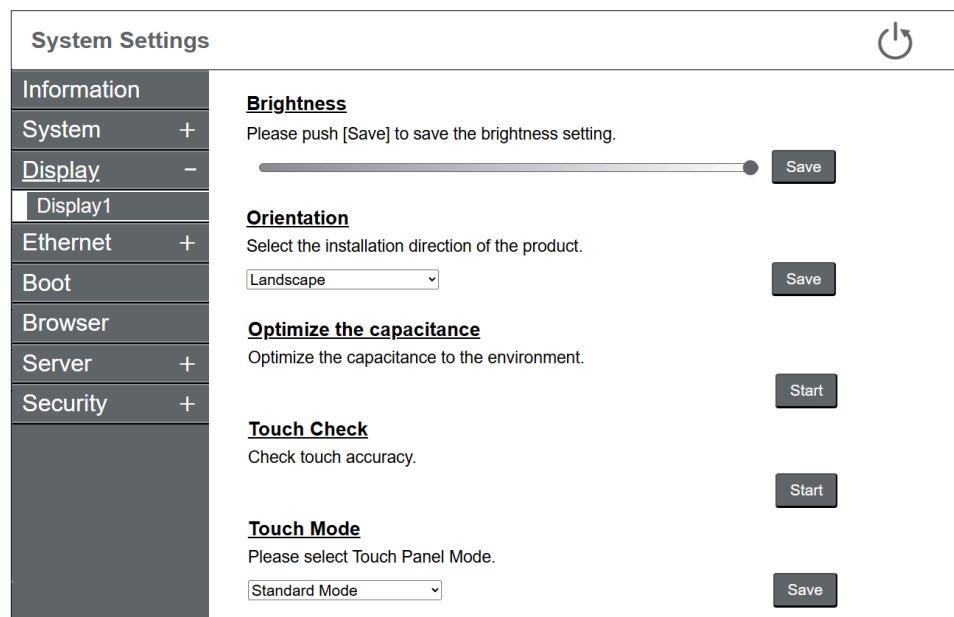 System Settings
Information
System +
Display -
Display1
Ethernet +
Boot
Browser
Server +
Security +
Brightness
Please push [Save] to save the brightness setting.
Save
Orientation
Select the installation direction of the product.
Landscape
Save
Optimize the capacitance
Optimize the capacitance to the environment.
Start
Touch Check
Check touch accuracy.
Start
Touch Mode
Please select Touch Panel Mode.
Standard Mode
Save